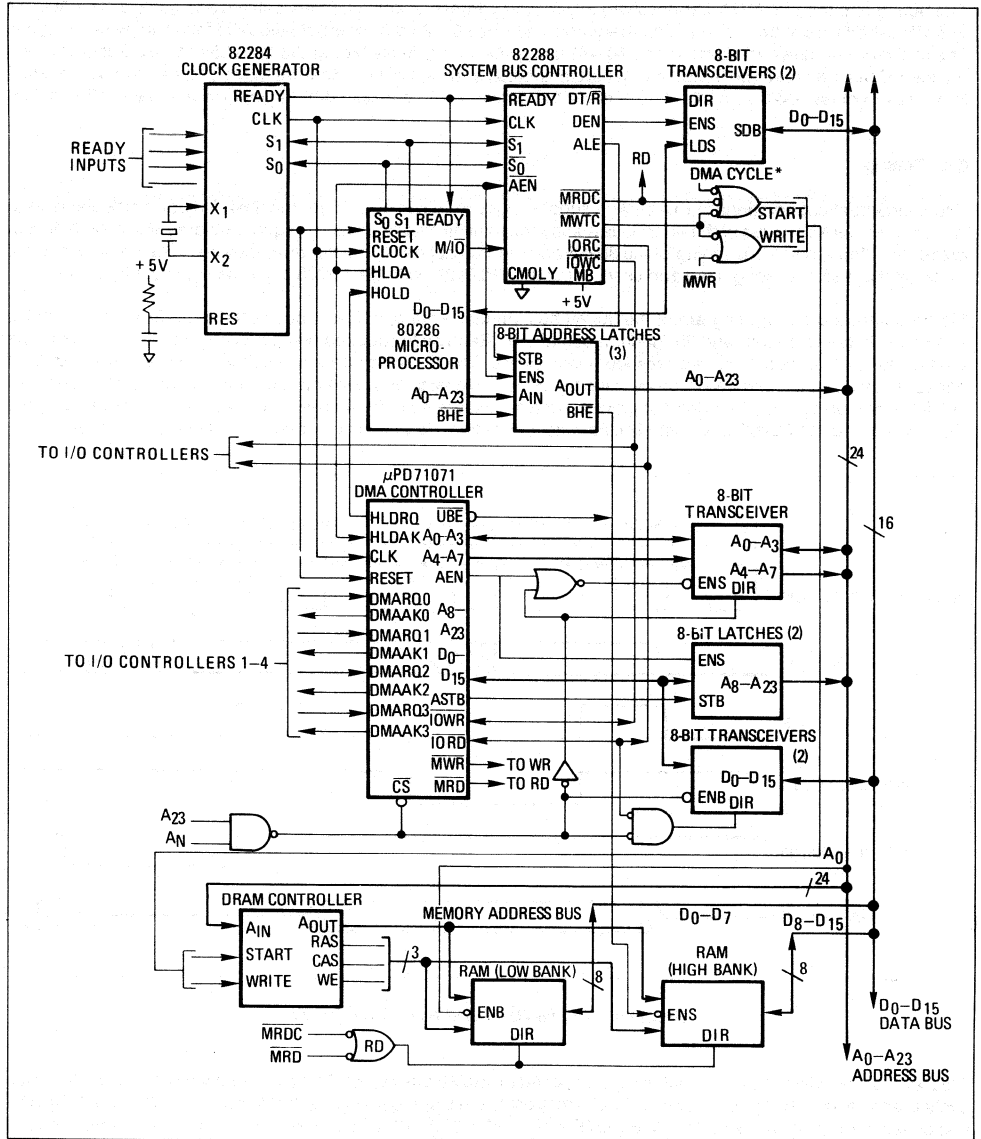 82284
CLOCK GENERATOR
READY
CLK
S1
S0
READY
INPUTS
X1
X2
+ 5V
RES
82288
SYSTEM BUS CONTROLLER
READY
CLK
S1
S0
AEN
DT/R
DEN
ALE
MRDC
MWTC
IORC
IOWC
CMOLY
MB
+5V
8-BIT
TRANSCEIVERS (2)
DIR
ENS
LDS
SDB
D0–D15
RD
DMA CYCLE*
START
WRITE
MWR
S0 S1 READY
RESET
CLOCK
HLDA
HOLD
M/IO
D0–D15
80286
MICRO-
PROCESSOR
A0–A23
BHE
8-BIT ADDRESS LATCHES
(3)
STB
ENS
AIN
AOUT
BHE
A0–A23
TO I/O CONTROLLERS
24
16
μPD71071
DMA CONTROLLER
HLDRQ
HLDAK
CLK
RESET
DMARQ0
DMAAK0
DMARQ1
DMAAK1
DMARQ2
DMAAK2
DMARQ3
DMAAK3
UBE
A0–A3
A4–A7
AEN
A8–
A23
D0–
D15
ASTB
IOWR
IORD
MWR
MRD
CS
TO I/O CONTROLLERS 1–4
TO WR
TO RD
8-BIT
TRANSCEIVER
A0–A3
A4–A7
ENS
DIR
8-BIT LATCHES (2)
ENS
A8–A23
STB
8-BIT TRANSCEIVERS
(2)
D0–D15
ENB
DIR
A23
AN
A0
24
DRAM CONTROLLER
AIN
START
WRITE
AOUT
RAS
CAS
WE
3
MEMORY ADDRESS BUS
D0–D7
D8–D15
RAM (LOW BANK)
8
ENB
DIR
RAM
(HIGH BANK)
8
ENS
DIR
MRDC
MRD
RD
D0–D15
DATA BUS
A0–A23
ADDRESS BUS